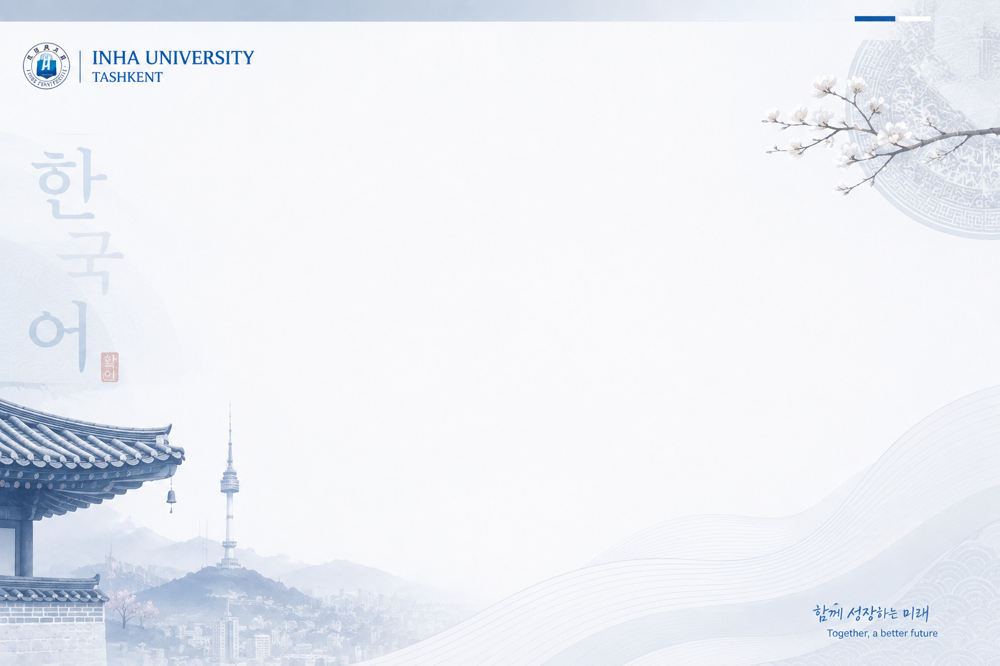 INHA UNIVERSITY
TASHKENT
한
국
어
함께 성장하는 미래
Together, a better future